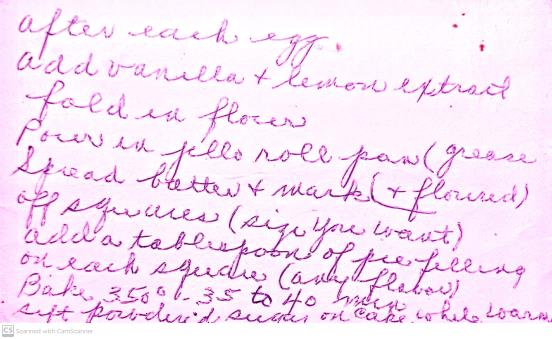 after each egg.
add vanilla + lemon extract
fold in flour
Pour in jello roll pan (grease
Spread batter + mark (+ floured)
off squares (size you want)
add a tablespoon of pie filling
on each square (any flavor)
Bake 350° - 35 to 40 min
sift powder'd sugar on cake while warm
CS Scanned with CamScanner